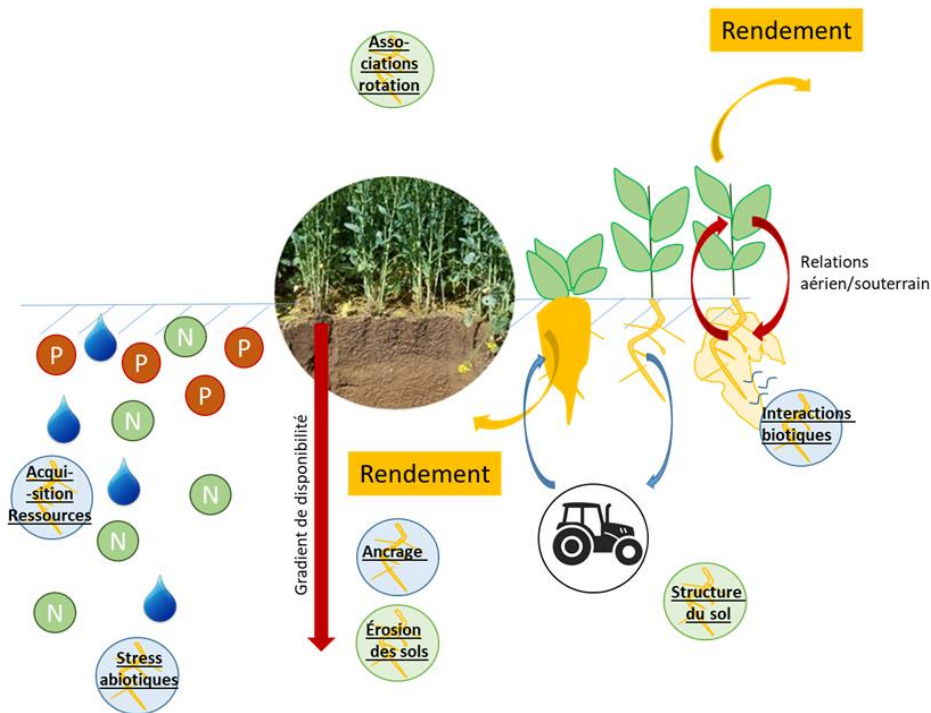 Rendement
Asso-
ciations
rotation
Relations
aérien/souterrain
N
P
P
P
P
N
Interactions
biotiques
Rendement
Acqui-
-sition
Ressources
N
N
Gradient de disponibilité
Ancrage
N
Structure
du sol
Érosion
des sols
Stress
abiotiques